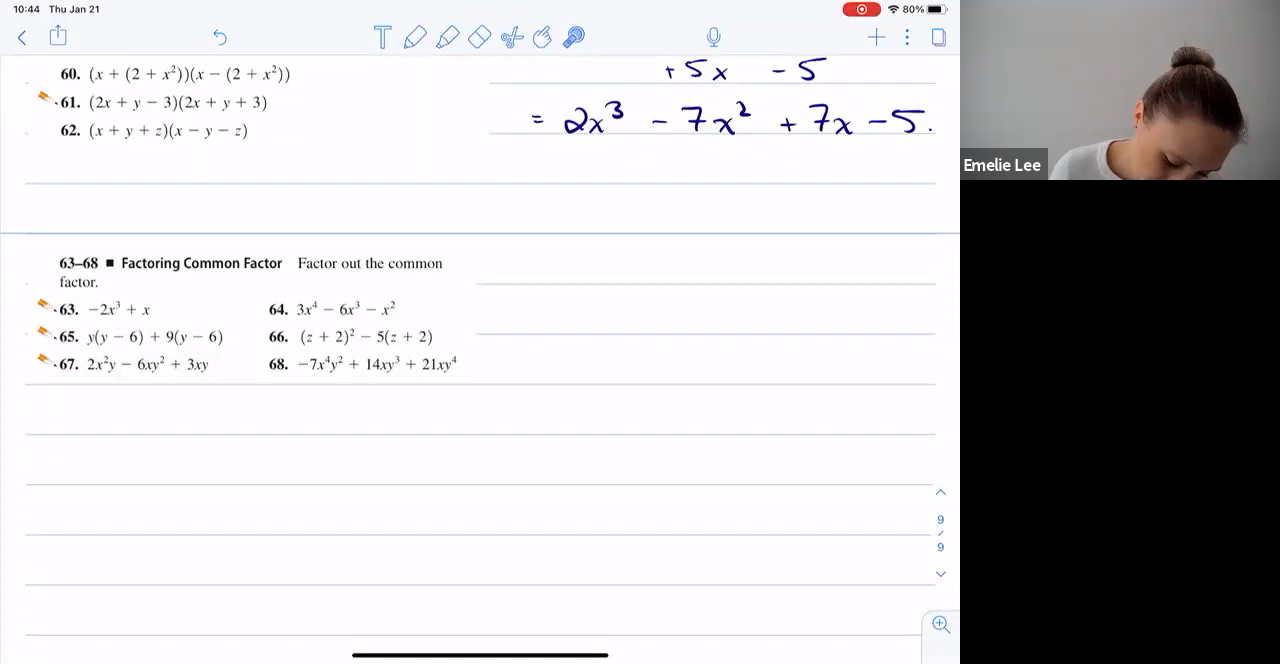 10:44 Thu Jan 21
80%
60. (x + (2 + x²))(x − (2 + x²))
61. (2x + y − 3)(2x + y + 3)
62. (x + y + z)(x − y − z)
+5x − 5
= 2x³ − 7x² + 7x − 5.
Emelie Lee
63–68 ■ Factoring Common Factor Factor out the common
factor.
63. −2x³ + x 64. 3x⁴ − 6x³ − x²
65. y(y − 6) + 9(y − 6) 66. (z + 2)² − 5(z + 2)
67. 2x²y − 6xy² + 3xy 68. −7x⁴y² + 14xy³ + 21xy⁴
9
9